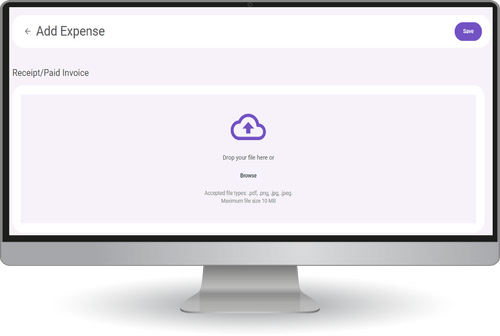 Add Expense
Save
Receipt/Paid Invoice
Drop your file here or
Browse
Accepted file types: .pdf, .png, .jpg, .jpeg.
Maximum file size 10 MB